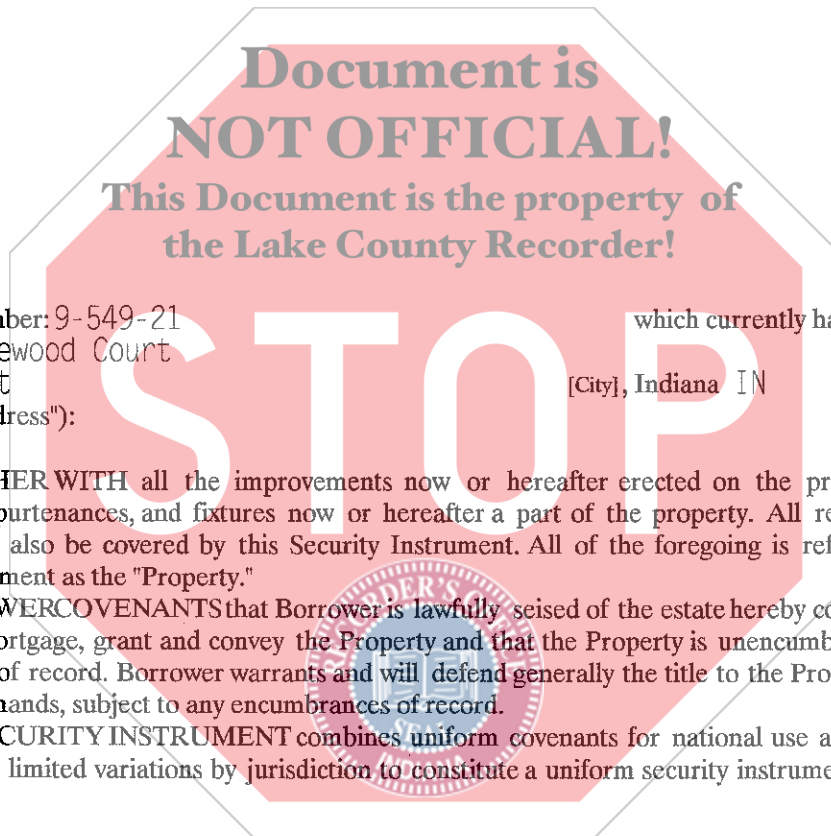 Document is
NOT OFFICIAL!
This Document is the property of
the Lake County Recorder!
STOP
ber: 9-549-21 which currently ha
ewood Court
t [City], Indiana IN
dress"):
HER WITH all the improvements now or hereafter erected on the pr
purtenances, and fixtures now or hereafter a part of the property. All re
also be covered by this Security Instrument. All of the foregoing is ref
ment as the "Property."
WERCOVENANTS that Borrower is lawfully seised of the estate hereby co
ortgage, grant and convey the Property and that the Property is unencumb
of record. Borrower warrants and will defend generally the title to the Pro
nands, subject to any encumbrances of record.
CURITY INSTRUMENT combines uniform covenants for national use a
limited variations by jurisdiction to constitute a uniform security instrume
RECORDER'S OFFICE
SEAL
INDIANA